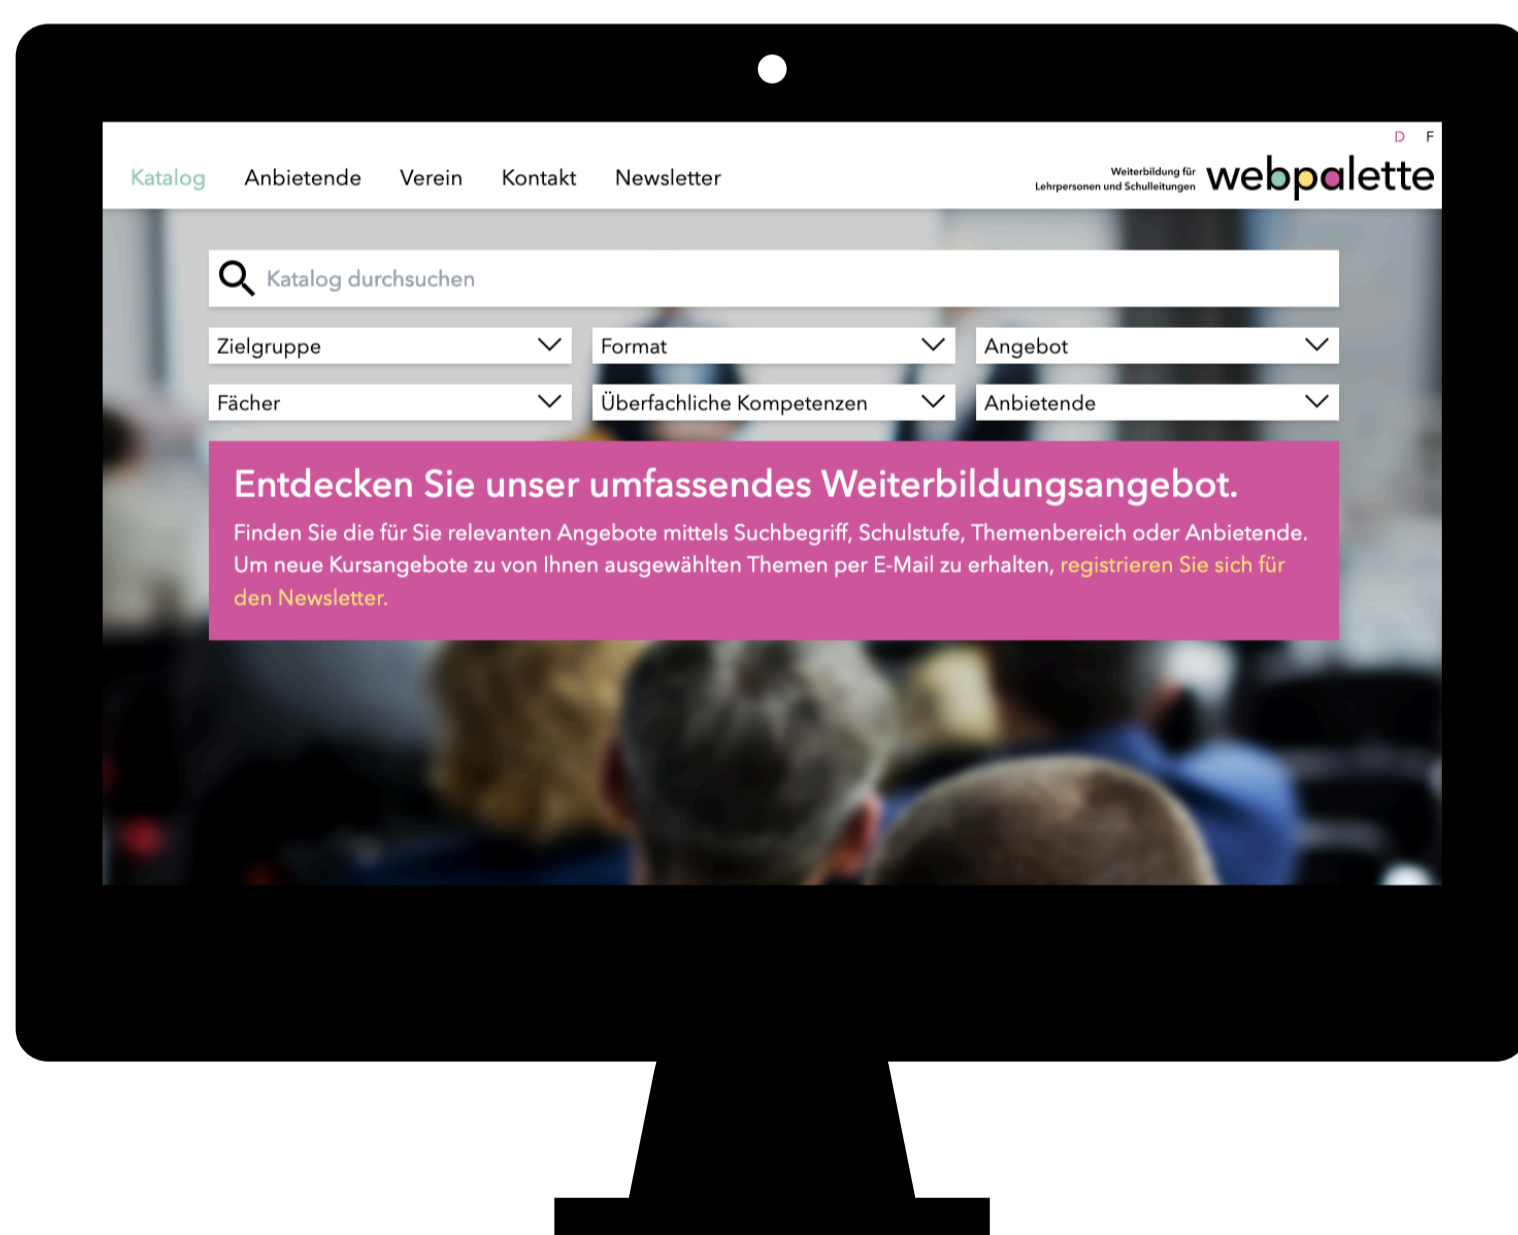 D F
Katalog Anbietende Verein Kontakt Newsletter
Weiterbildung für
Lehrpersonen und Schulleitungen
webpalette
Katalog durchsuchen
Zielgruppe Format Angebot
Fächer Überfachliche Kompetenzen Anbietende
Entdecken Sie unser umfassendes Weiterbildungsangebot.
Finden Sie die für Sie relevanten Angebote mittels Suchbegriff, Schulstufe, Themenbereich oder Anbietende.
Um neue Kursangebote zu von Ihnen ausgewählten Themen per E-Mail zu erhalten, registrieren Sie sich für
den Newsletter.